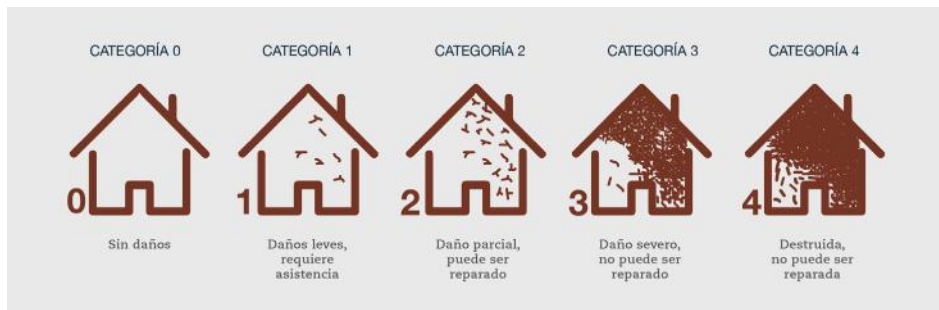 CATEGORÍA 0
CATEGORÍA 1
CATEGORÍA 2
CATEGORÍA 3
CATEGORÍA 4
0
1
2
3
4
Sin daños
Daños leves,
requiere
asistencia
Daño parcial,
puede ser
reparado
Daño severo,
no puede ser
reparado
Destruida,
no puede ser
reparada